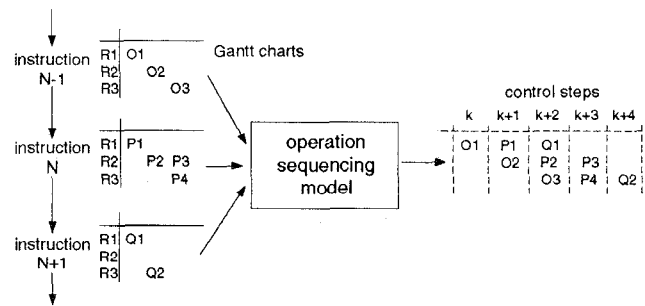 instruction
N-1
R1 O1
R2 O2
R3 O3
Gantt charts
instruction
N
R1 P1
R2 P2 P3
R3 P4
instruction
N+1
R1 Q1
R2
R3 Q2
operation
sequencing
model
control steps
k k+1 k+2 k+3 k+4
O1 P1 Q1
O2 P2 P3
O3 P4 Q2